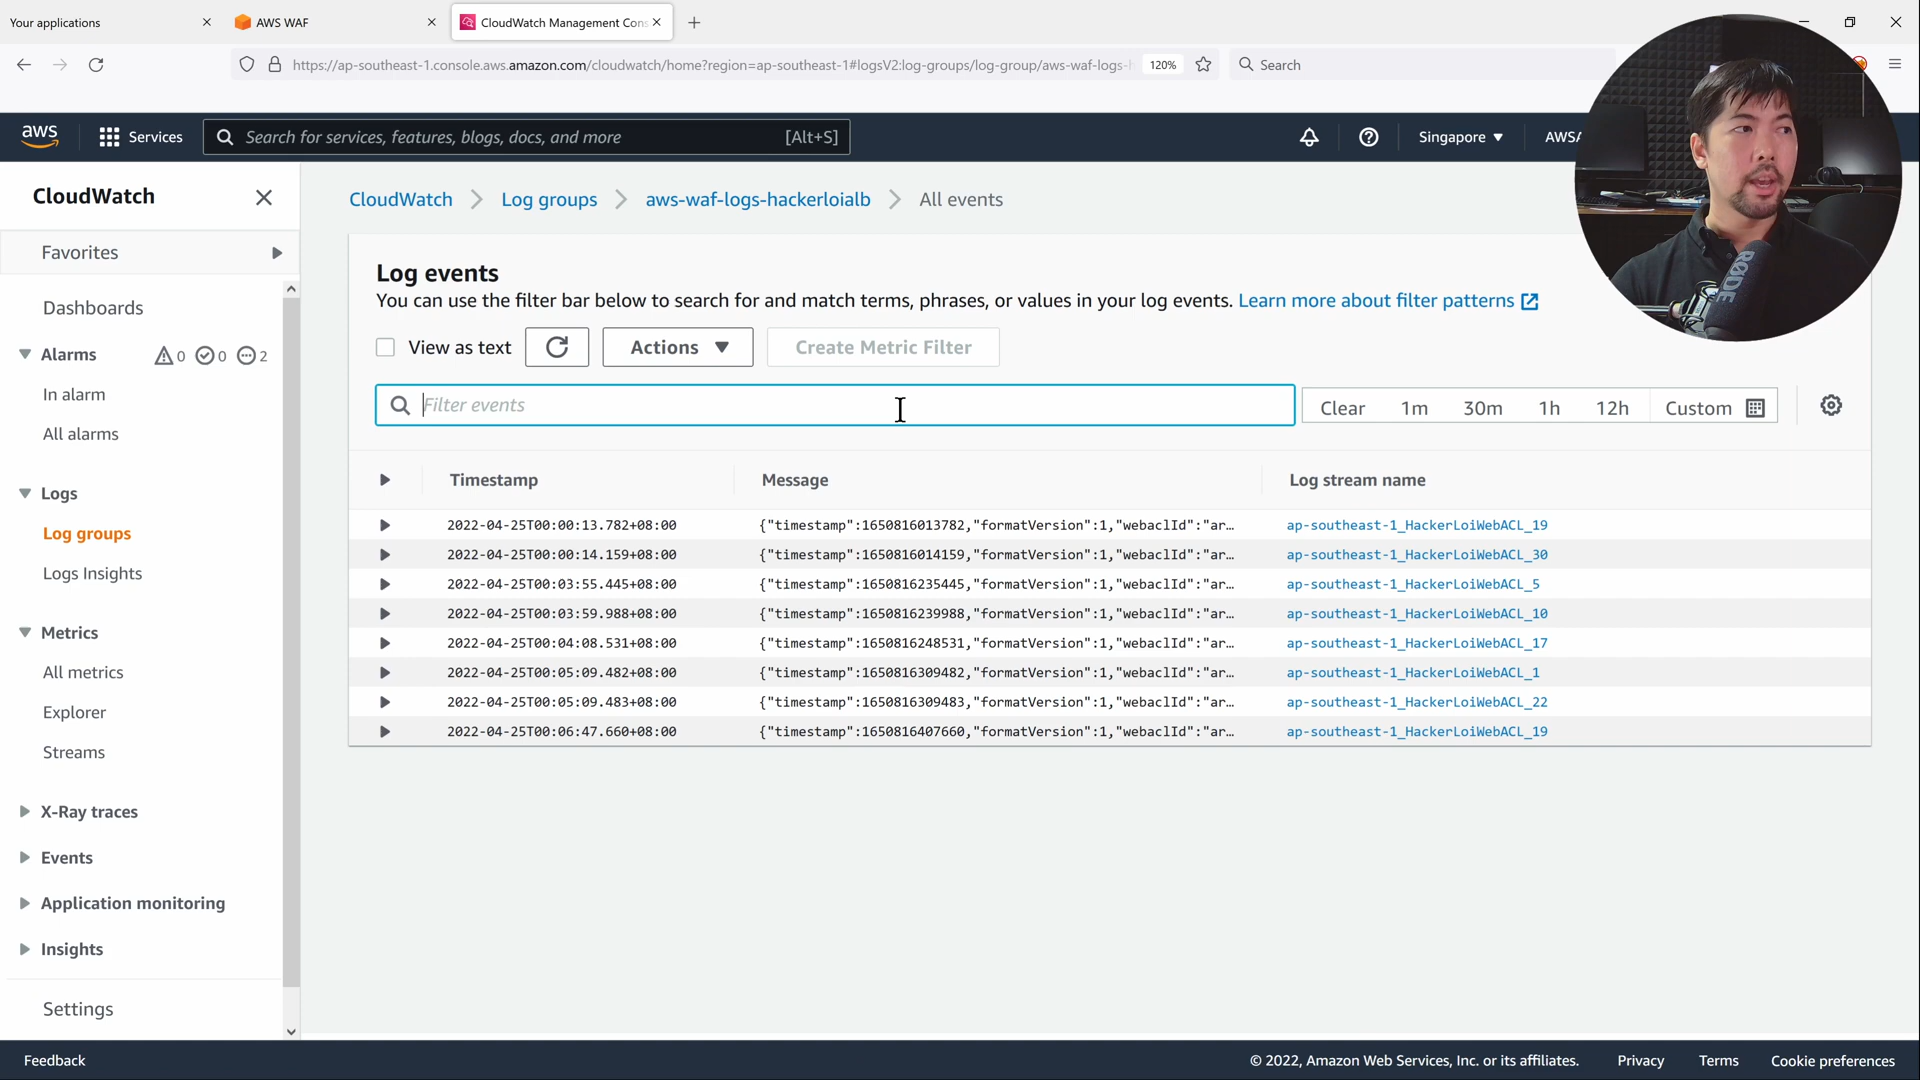 Your applications
AWS WAF
CloudWatch Management Cons
https://ap-southeast-1.console.aws.amazon.com/cloudwatch/home?region=ap-southeast-1#logsV2:log-groups/log-group/aws-waf-logs-
120%
Search
aws
Services
Search for services, features, blogs, docs, and more
[Alt+S]
Singapore
AWSA
CloudWatch
Favorites
Dashboards
Alarms
0
0
2
In alarm
All alarms
Logs
Log groups
Logs Insights
Metrics
All metrics
Explorer
Streams
X-Ray traces
Events
Application monitoring
Insights
Settings
CloudWatch > Log groups > aws-waf-logs-hackerloialb > All events
Log events
You can use the filter bar below to search for and match terms, phrases, or values in your log events. Learn more about filter patterns
View as text
Actions
Create Metric Filter
Filter events
Clear 1m 30m 1h 12h Custom
Timestamp Message Log stream name
2022-04-25T00:00:13.782+08:00 {"timestamp":1650816013782,"formatVersion":1,"webaclId":"ar… ap-southeast-1_HackerLoiWebACL_19
2022-04-25T00:00:14.159+08:00 {"timestamp":1650816014159,"formatVersion":1,"webaclId":"ar… ap-southeast-1_HackerLoiWebACL_30
2022-04-25T00:03:55.445+08:00 {"timestamp":1650816235445,"formatVersion":1,"webaclId":"ar… ap-southeast-1_HackerLoiWebACL_5
2022-04-25T00:03:59.988+08:00 {"timestamp":1650816239988,"formatVersion":1,"webaclId":"ar… ap-southeast-1_HackerLoiWebACL_10
2022-04-25T00:04:08.531+08:00 {"timestamp":1650816248531,"formatVersion":1,"webaclId":"ar… ap-southeast-1_HackerLoiWebACL_17
2022-04-25T00:05:09.482+08:00 {"timestamp":1650816309482,"formatVersion":1,"webaclId":"ar… ap-southeast-1_HackerLoiWebACL_1
2022-04-25T00:05:09.483+08:00 {"timestamp":1650816309483,"formatVersion":1,"webaclId":"ar… ap-southeast-1_HackerLoiWebACL_22
2022-04-25T00:06:47.660+08:00 {"timestamp":1650816407660,"formatVersion":1,"webaclId":"ar… ap-southeast-1_HackerLoiWebACL_19
RØDE
Feedback
© 2022, Amazon Web Services, Inc. or its affiliates.
Privacy
Terms
Cookie preferences